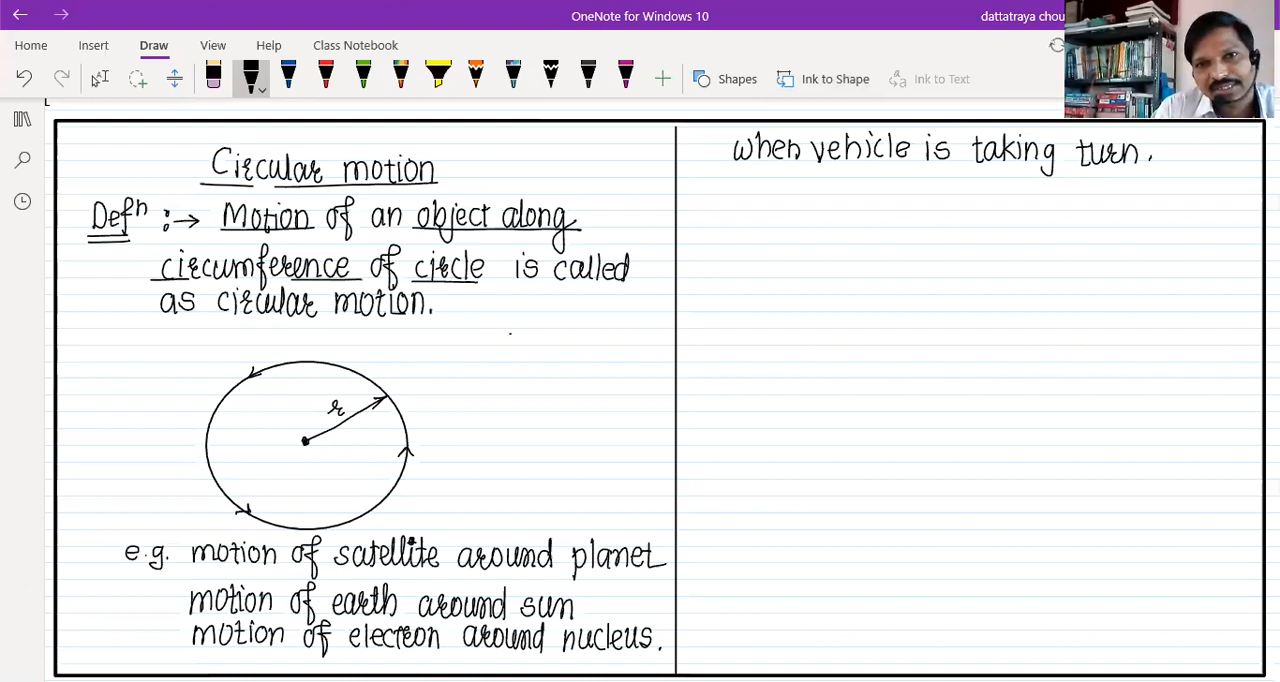 OneNote for Windows 10
dattatraya chou
Home Insert Draw View Help Class Notebook
Shapes Ink to Shape Ink to Text
Circular motion
Defn :→ Motion of an object along
circumference of circle is called
as circular motion.
r
e.g. motion of satellite around planet
motion of earth around sun
motion of electron around nucleus.
when vehicle is taking turn.